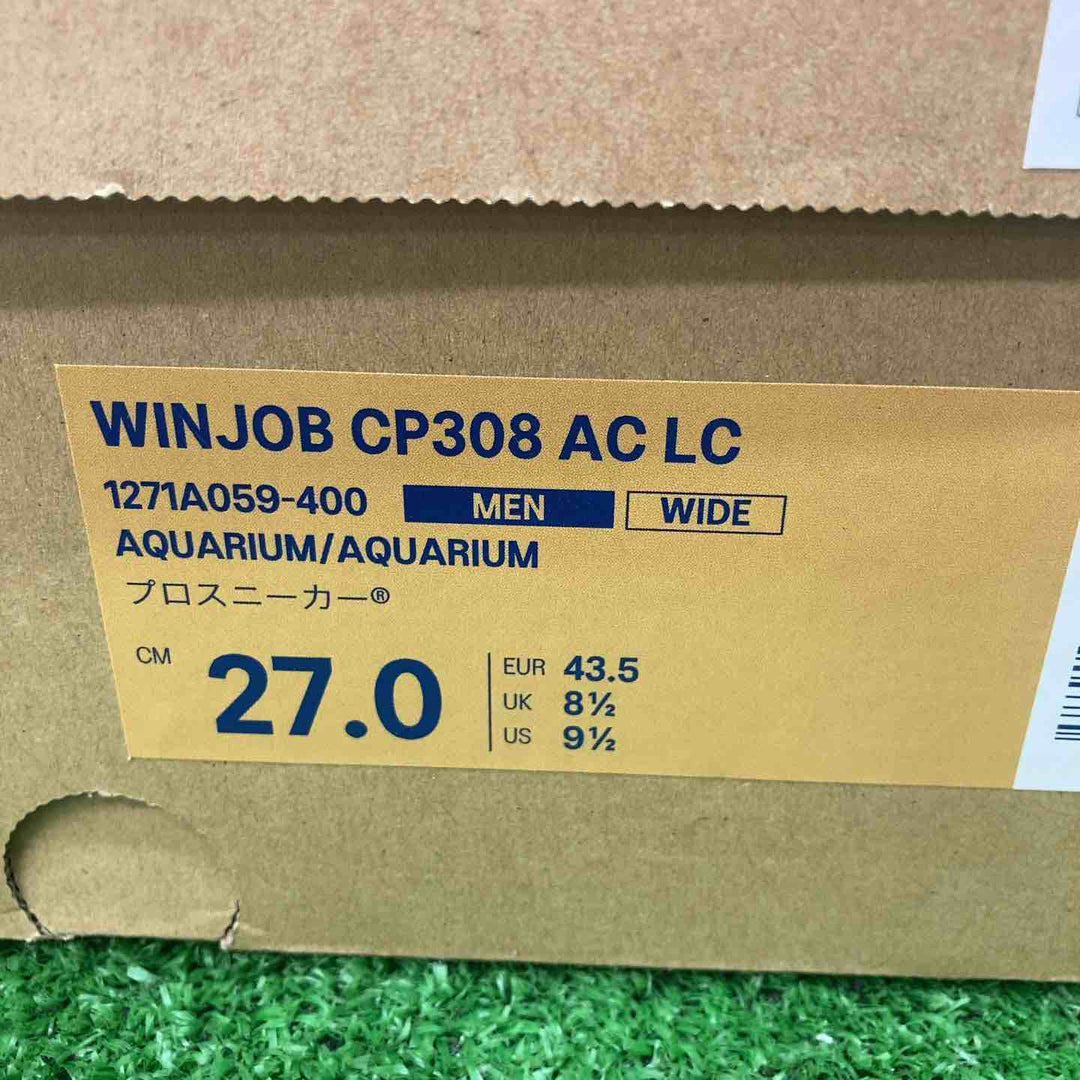 WINJOB CP308 AC LC
1271A059-400 MEN WIDE
AQUARIUM/AQUARIUM
プロスニーカー®
CM 27.0
EUR 43.5
UK 8½
US 9½